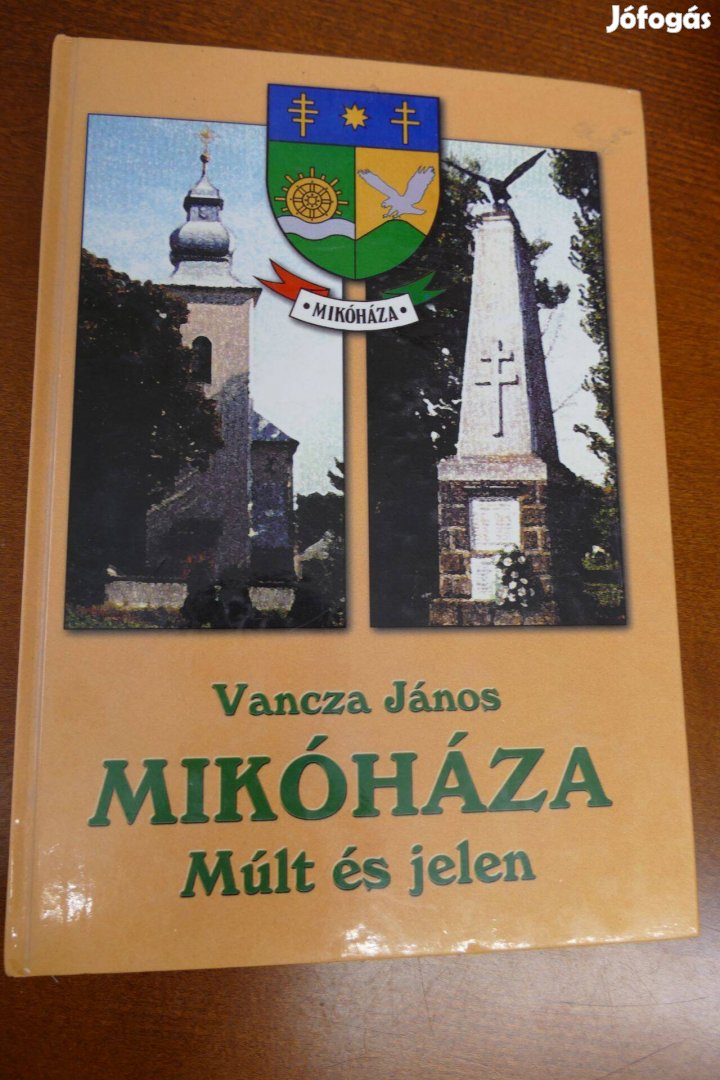 Jófogás
• MIKÓHÁZA •
Vancza János
MIKÓHÁZA
Múlt és jelen